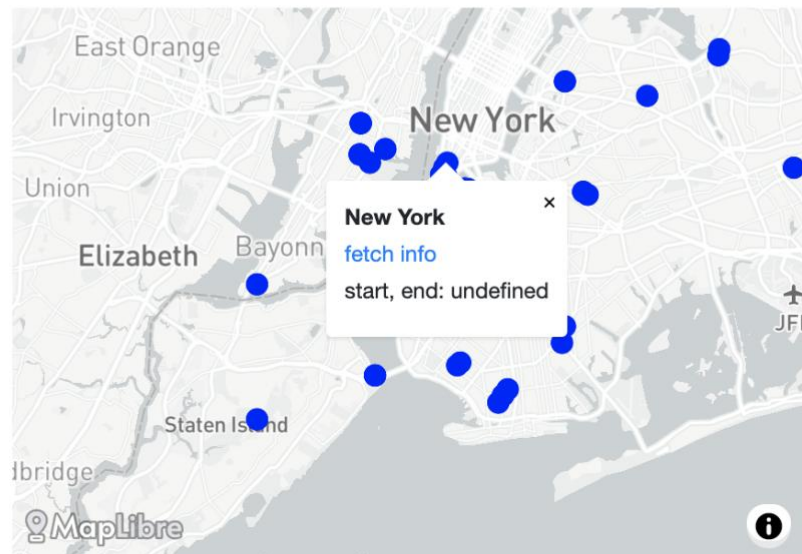 East Orange
Irvington
New York
Union
×
New York
Elizabeth
Bayonn
fetch info
start, end: undefined
JFI
Staten Island
dbridge
MapLibre